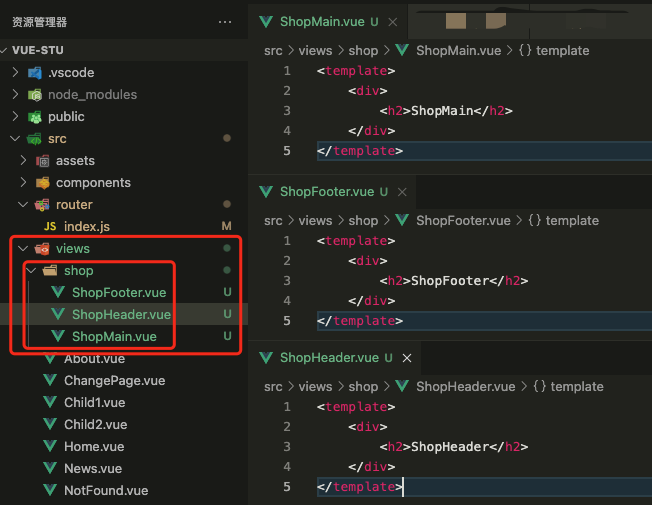 资源管理器
···
VUE-STU
.vscode
node_modules
public
src
assets
components
router
JS index.js M
views
shop
ShopFooter.vue U
ShopHeader.vue U
ShopMain.vue U
About.vue
ChangePage.vue
Child1.vue
Child2.vue
Home.vue
News.vue
NotFound.vue
ShopMain.vue U ×
src > views > shop > ShopMain.vue > {} template
1 <template>
2 <div>
3 <h2>ShopMain</h2>
4 </div>
5 </template>
ShopFooter.vue U ×
src > views > shop > ShopFooter.vue > {} template
1 <template>
2 <div>
3 <h2>ShopFooter</h2>
4 </div>
5 </template>
ShopHeader.vue U ×
src > views > shop > ShopHeader.vue > {} template
1 <template>
2 <div>
3 <h2>ShopHeader</h2>
4 </div>
5 </template>